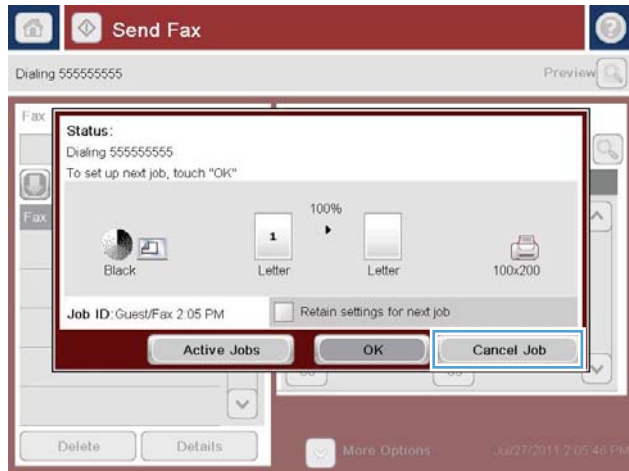 Send Fax
Dialing 555555555
Preview
Fax
Status:
Dialing 555555555
To set up next job, touch "OK"
Fax
100%
1
Black
Letter
Letter
100x200
Job ID: Guest/Fax 2:05 PM
Retain settings for next job
Active Jobs
OK
Cancel Job
Delete
Details
More Options
Jul/27/2011 2:05:46 PM